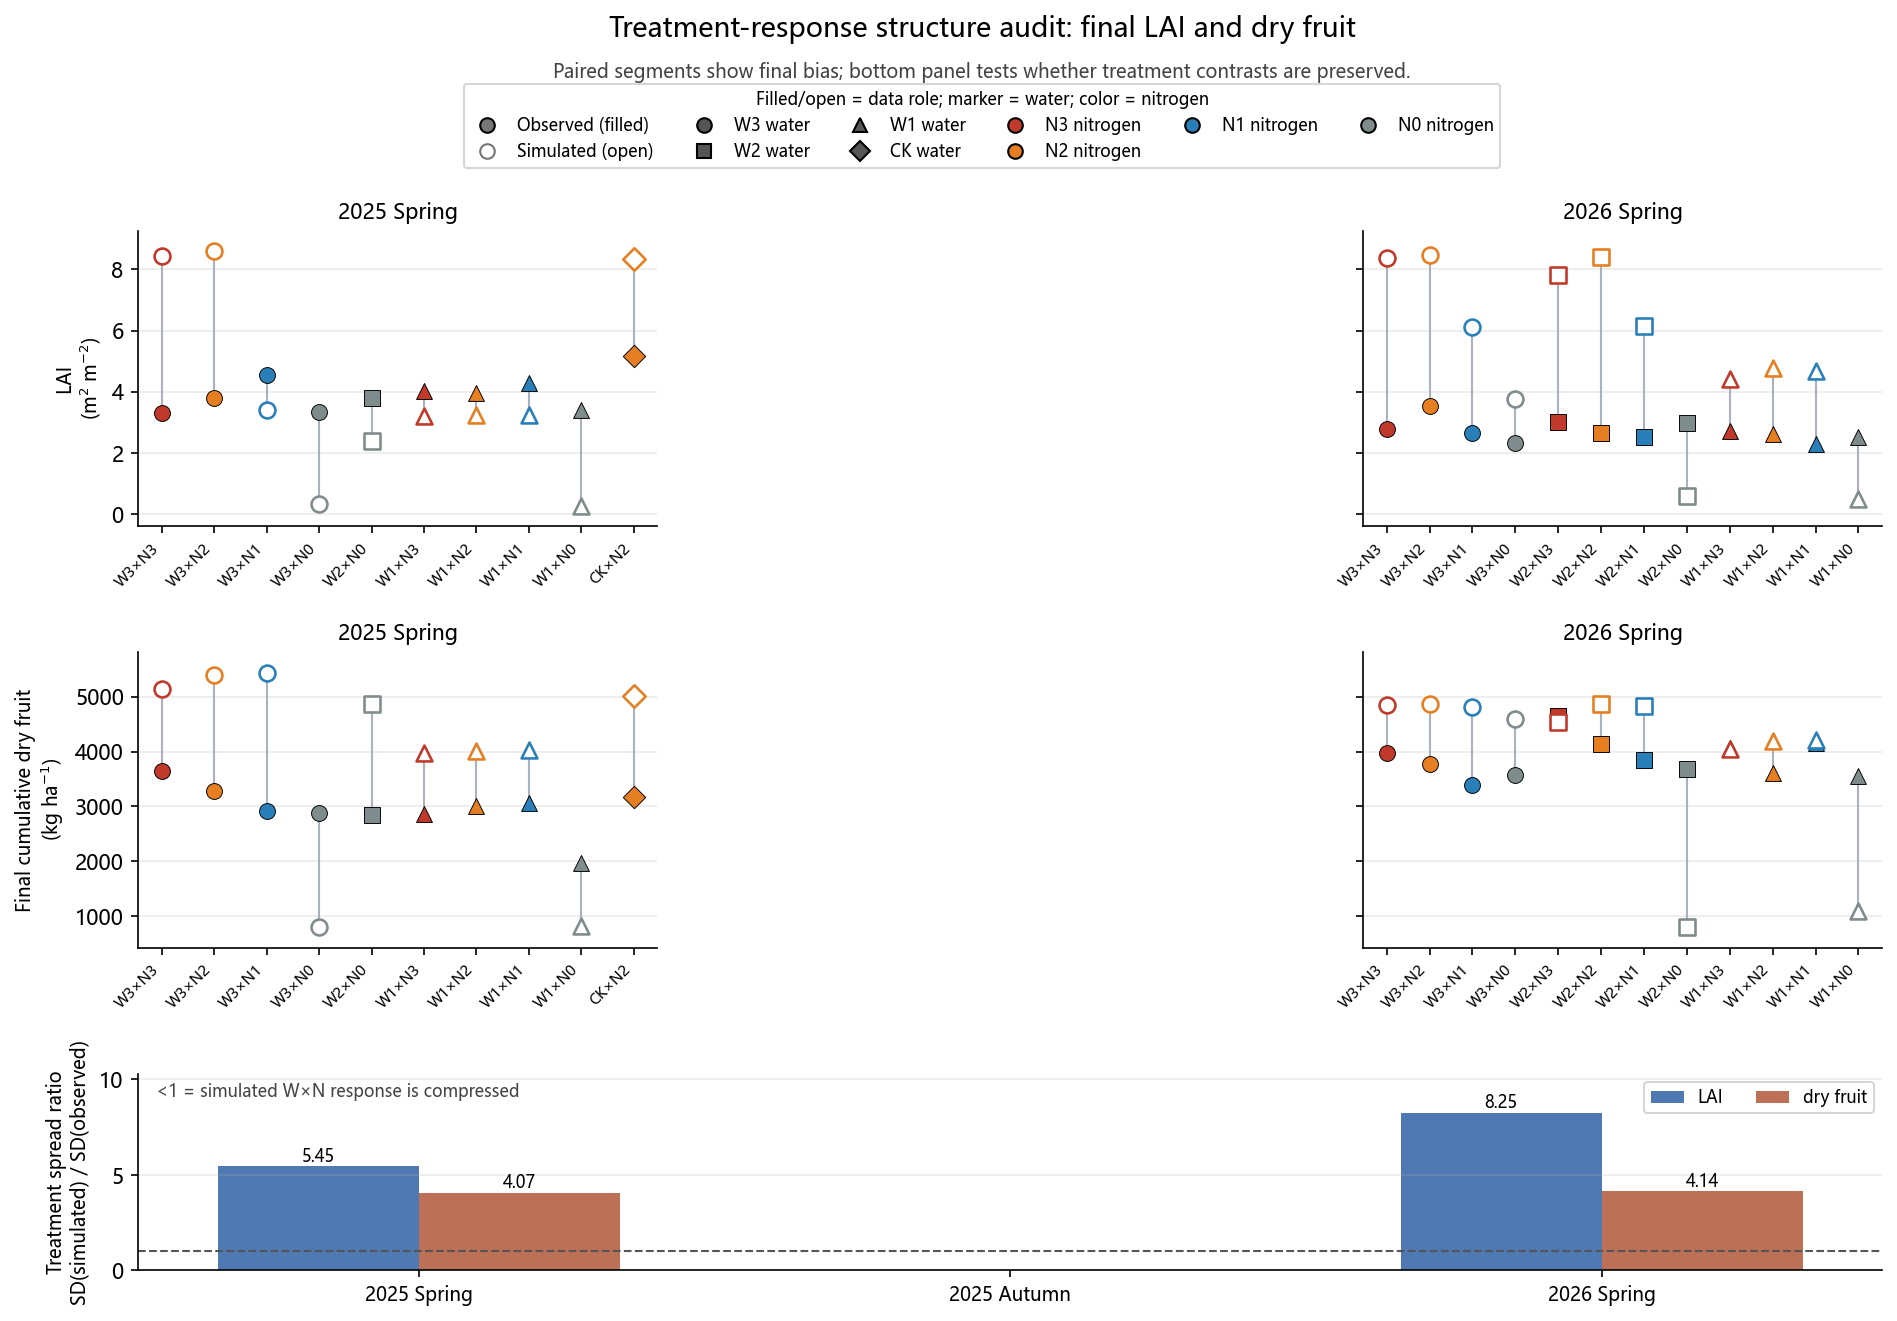 Treatment-response structure audit: final LAI and dry fruit
Paired segments show final bias; bottom panel tests whether treatment contrasts are preserved.
Filled/open = data role; marker = water; color = nitrogen
Observed (filled)
Simulated (open)
W3 water
W2 water
W1 water
CK water
N3 nitrogen
N2 nitrogen
N1 nitrogen
N0 nitrogen
2025 Spring
LAI
(m² m⁻²)
8
6
4
2
0
W3×N3
W3×N2
W3×N1
W3×N0
W2×N0
W1×N3
W1×N2
W1×N1
W1×N0
CK×N2
2026 Spring
W3×N3
W3×N2
W3×N1
W3×N0
W2×N3
W2×N2
W2×N1
W2×N0
W1×N3
W1×N2
W1×N1
W1×N0
2025 Spring
Final cumulative dry fruit
(kg ha⁻¹)
5000
4000
3000
2000
1000
W3×N3
W3×N2
W3×N1
W3×N0
W2×N0
W1×N3
W1×N2
W1×N1
W1×N0
CK×N2
2026 Spring
W3×N3
W3×N2
W3×N1
W3×N0
W2×N3
W2×N2
W2×N1
W2×N0
W1×N3
W1×N2
W1×N1
W1×N0
Treatment spread ratio
SD(simulated) / SD(observed)
10
5
0
<1 = simulated W×N response is compressed
LAI
dry fruit
5.45
4.07
8.25
4.14
2025 Spring
2025 Autumn
2026 Spring